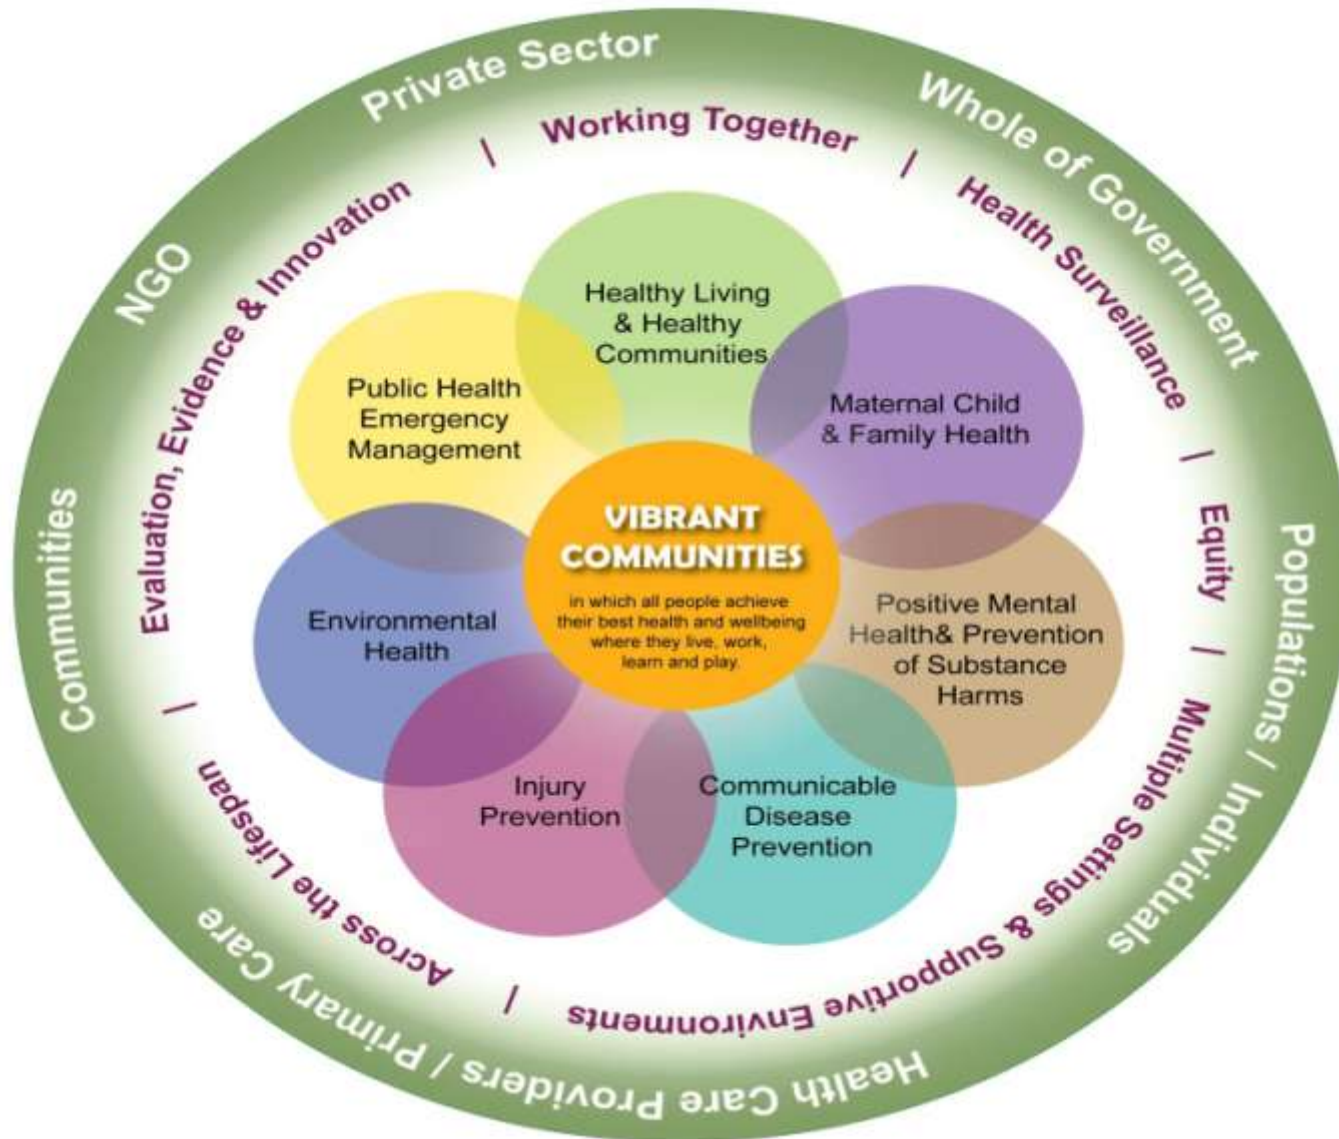 Private Sector
Whole of Government
Populations / Individuals
Health Care Providers / Primary Care
Communities
NGO
Working Together
|
Health Surveillance
|
Equity
|
Multiple Settings & Supportive Environments
|
Across the Lifespan
|
Evaluation, Evidence & Innovation
|
Healthy Living
& Healthy
Communities
Maternal Child
& Family Health
Positive Mental
Health& Prevention
of Substance
Harms
Communicable
Disease
Prevention
Injury
Prevention
Environmental
Health
Public Health
Emergency
Management
VIBRANT
COMMUNITIES
in which all people achieve
their best health and wellbeing
where they live, work,
learn and play.